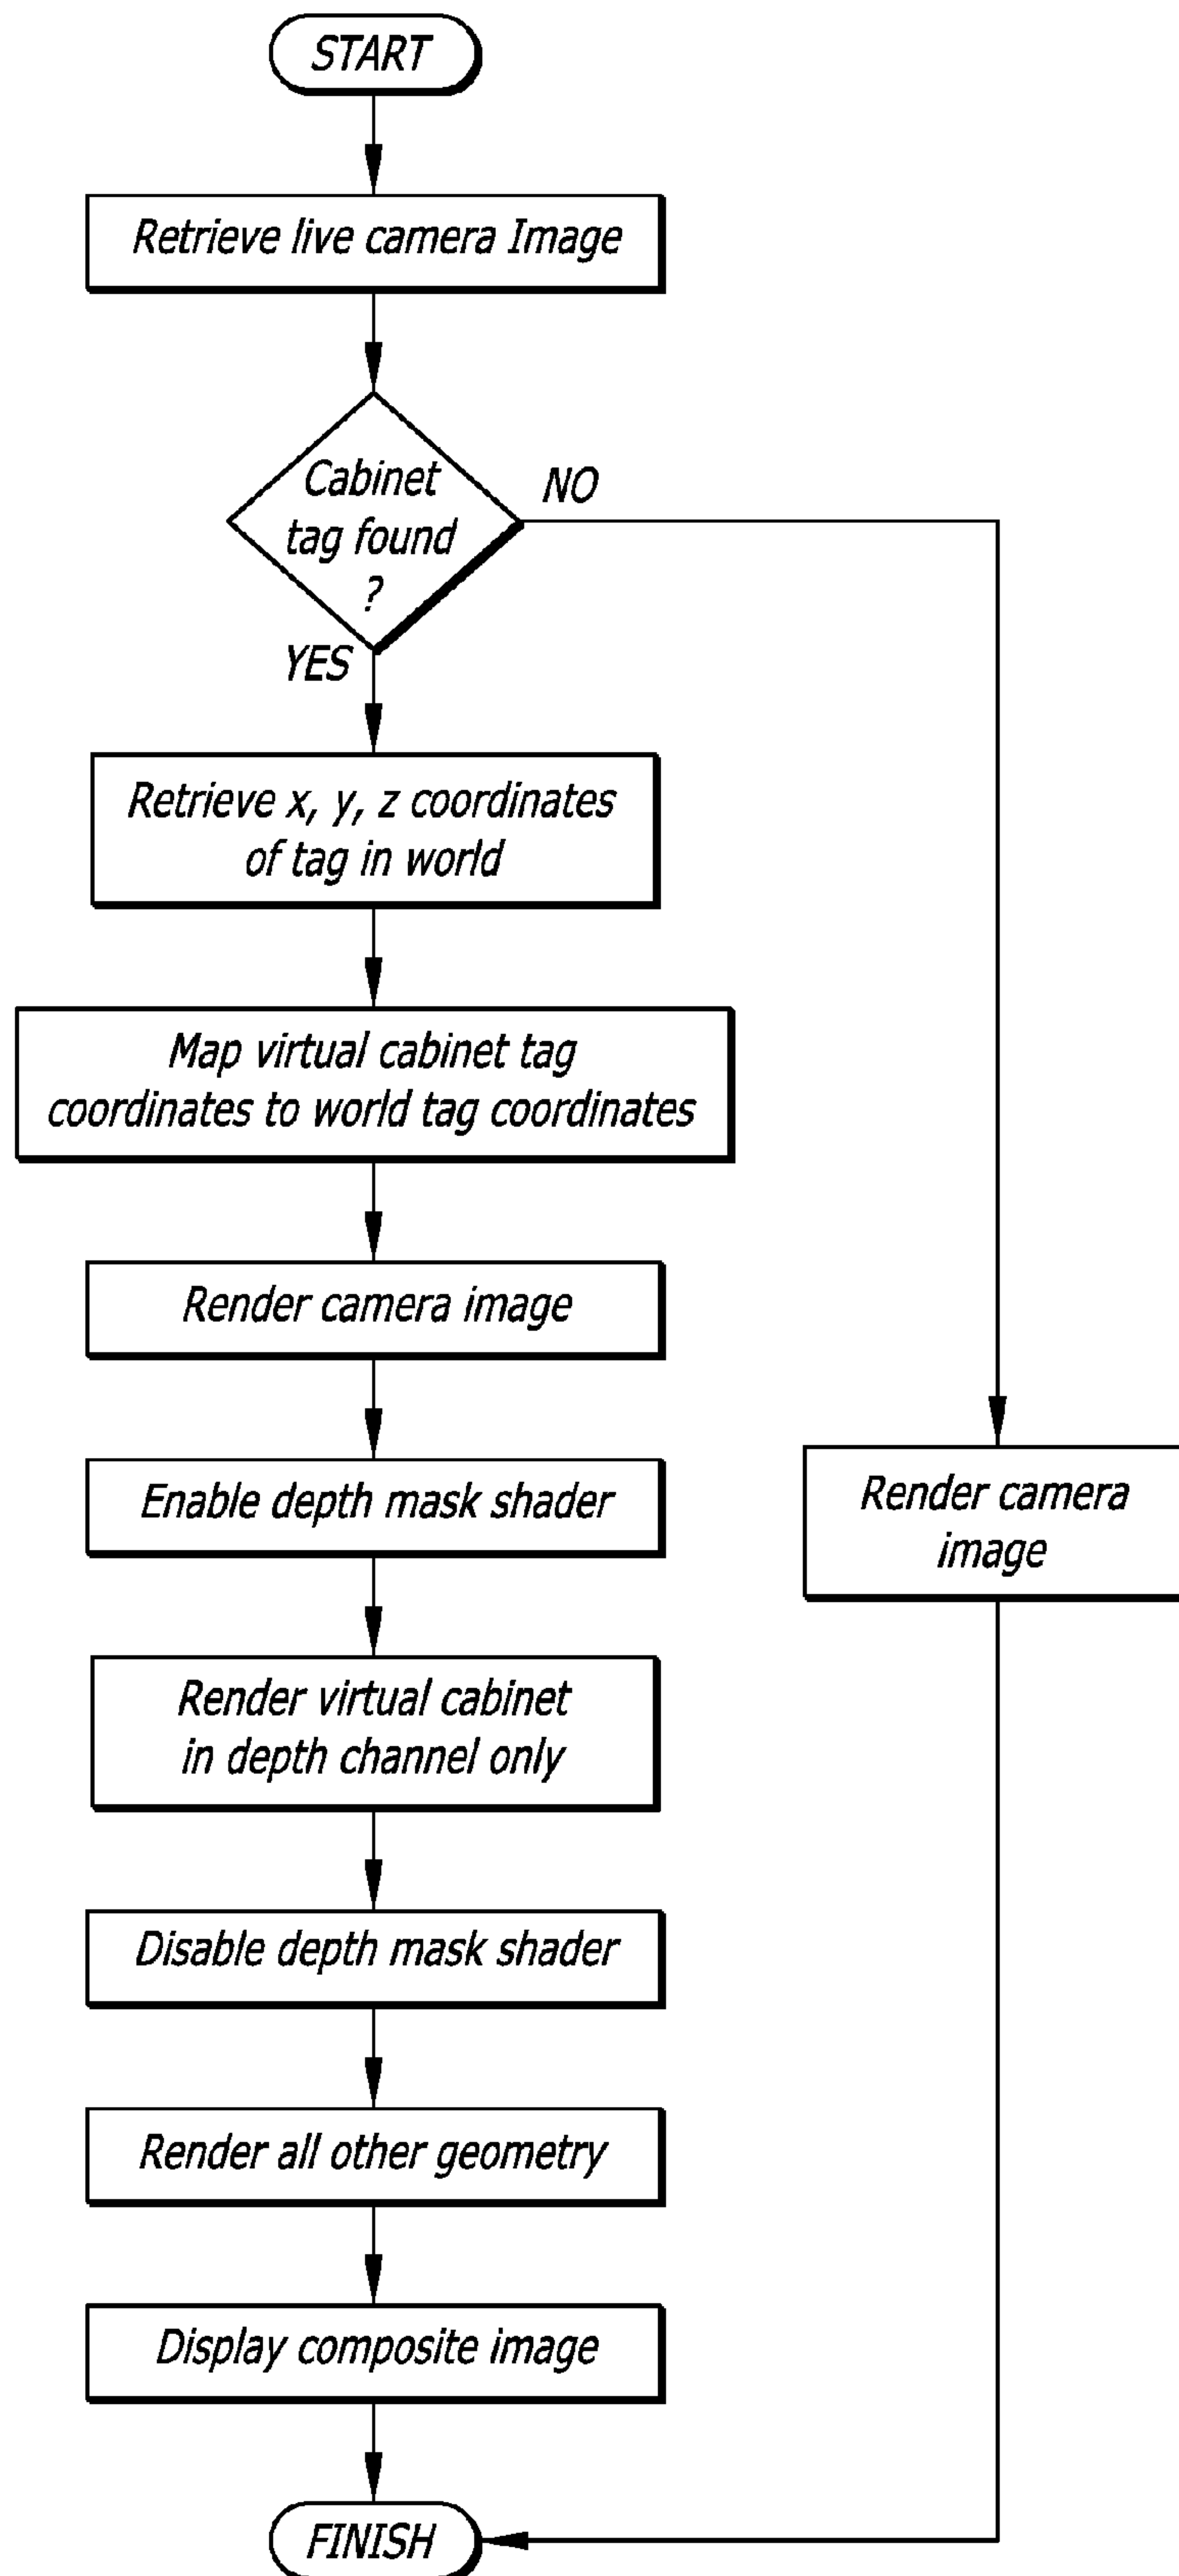 START
Retrieve live camera Image
Cabinet
tag found
?
NO
YES
Retrieve x, y, z coordinates
of tag in world
Map virtual cabinet tag
coordinates to world tag coordinates
Render camera image
Enable depth mask shader
Render camera
image
Render virtual cabinet
in depth channel only
Disable depth mask shader
Render all other geometry
Display composite image
FINISH